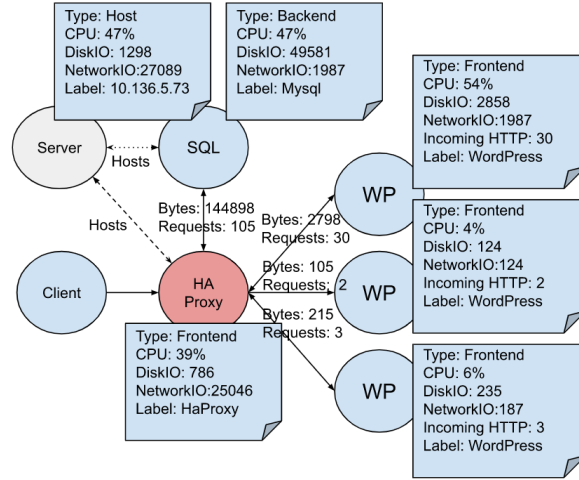 Type: Host
CPU: 47%
DiskIO: 1298
NetworkIO:27089
Label: 10.136.5.73
Type: Backend
CPU: 47%
DiskIO: 49581
NetworkIO:1987
Label: Mysql
Type: Frontend
CPU: 54%
DiskIO: 2858
NetworkIO:1987
Incoming HTTP: 30
Label: WordPress
Server
Hosts
SQL
WP
Hosts
Bytes: 144898
Requests: 105
Bytes: 2798
Requests: 30
Type: Frontend
CPU: 4%
DiskIO: 124
NetworkIO:124
Incoming HTTP: 2
Label: WordPress
Client
HA
Proxy
Bytes: 105
Requests: 2
WP
Bytes: 215
Requests: 3
Type: Frontend
CPU: 39%
DiskIO: 786
NetworkIO:25046
Label: HaProxy
WP
Type: Frontend
CPU: 6%
DiskIO: 235
NetworkIO:187
Incoming HTTP: 3
Label: WordPress